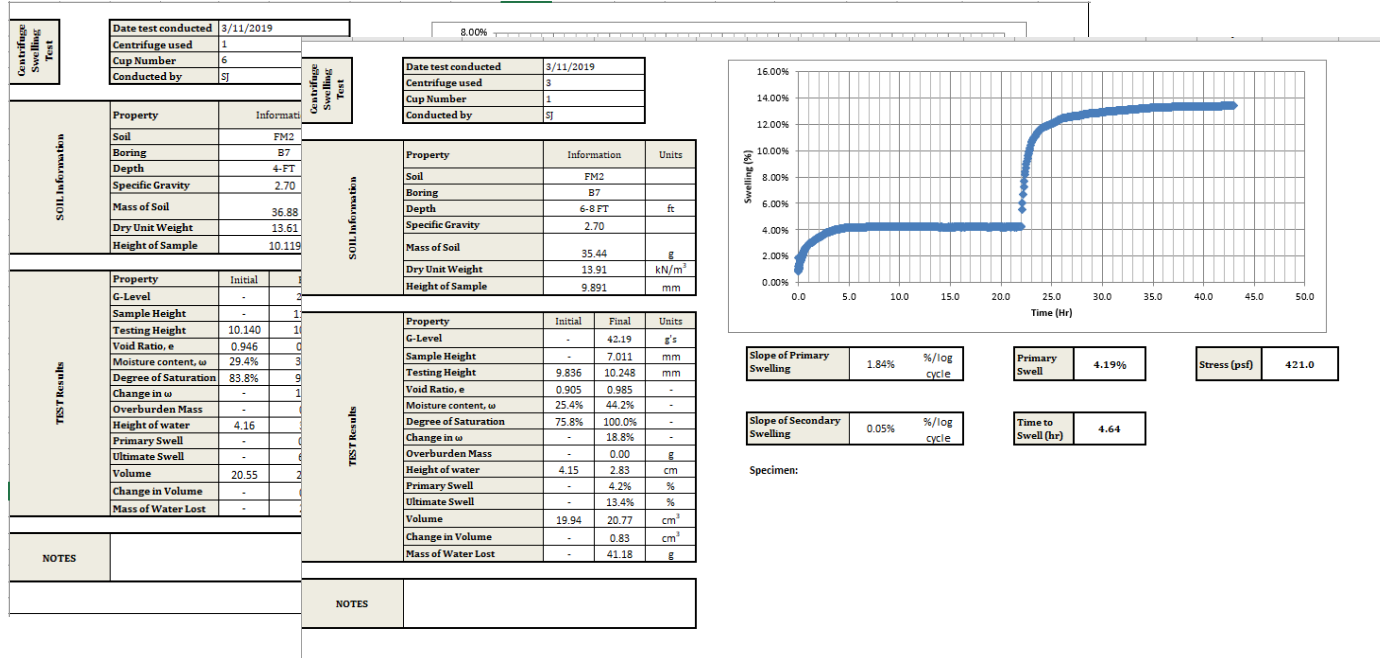 Centrifuge Swelling Test
Date test conducted 3/11/2019
Centrifuge used 1
Cup Number 6
Conducted by SJ
SOIL Information
Property
Soil FM2
Boring B7
Depth 4-FT
Specific Gravity 2.70
Mass of Soil 36.88
Dry Unit Weight 13.61
Height of Sample 10.119
TEST Results
Property Initial
G-Level -
Sample Height -
Testing Height 10.140
Void Ratio, e 0.946
Moisture content, ω 29.4%
Degree of Saturation 83.8%
Change in ω -
Overburden Mass -
Height of water 4.16
Primary Swell -
Ultimate Swell -
Volume 20.55
Change in Volume -
Mass of Water Lost -
NOTES
8.00%
Centrifuge Swelling Test
Date test conducted 3/11/2019
Centrifuge used 3
Cup Number 1
Conducted by SJ
SOIL Information
Property Information Units
Soil FM2
Boring B7
Depth 6-8 FT ft
Specific Gravity 2.70
Mass of Soil 35.44 g
Dry Unit Weight 13.91 kN/m³
Height of Sample 9.891 mm
TEST Results
Property Initial Final Units
G-Level - 42.19 g's
Sample Height - 7.011 mm
Testing Height 9.836 10.248 mm
Void Ratio, e 0.905 0.985 -
Moisture content, ω 25.4% 44.2% -
Degree of Saturation 75.8% 100.0% -
Change in ω - 18.8% -
Overburden Mass - 0.00 g
Height of water 4.15 2.83 cm
Primary Swell - 4.2% %
Ultimate Swell - 13.4% %
Volume 19.94 20.77 cm³
Change in Volume - 0.83 cm³
Mass of Water Lost - 41.18 g
NOTES
Swelling (%)
16.00%
14.00%
12.00%
10.00%
8.00%
6.00%
4.00%
2.00%
0.00%
0.0 5.0 10.0 15.0 20.0 25.0 30.0 35.0 40.0 45.0 50.0
Time (Hr)
Slope of Primary Swelling 1.84% %/log cycle
Primary Swell 4.19%
Stress (psf) 421.0
Slope of Secondary Swelling 0.05% %/log cycle
Time to Swell (hr) 4.64
Specimen: